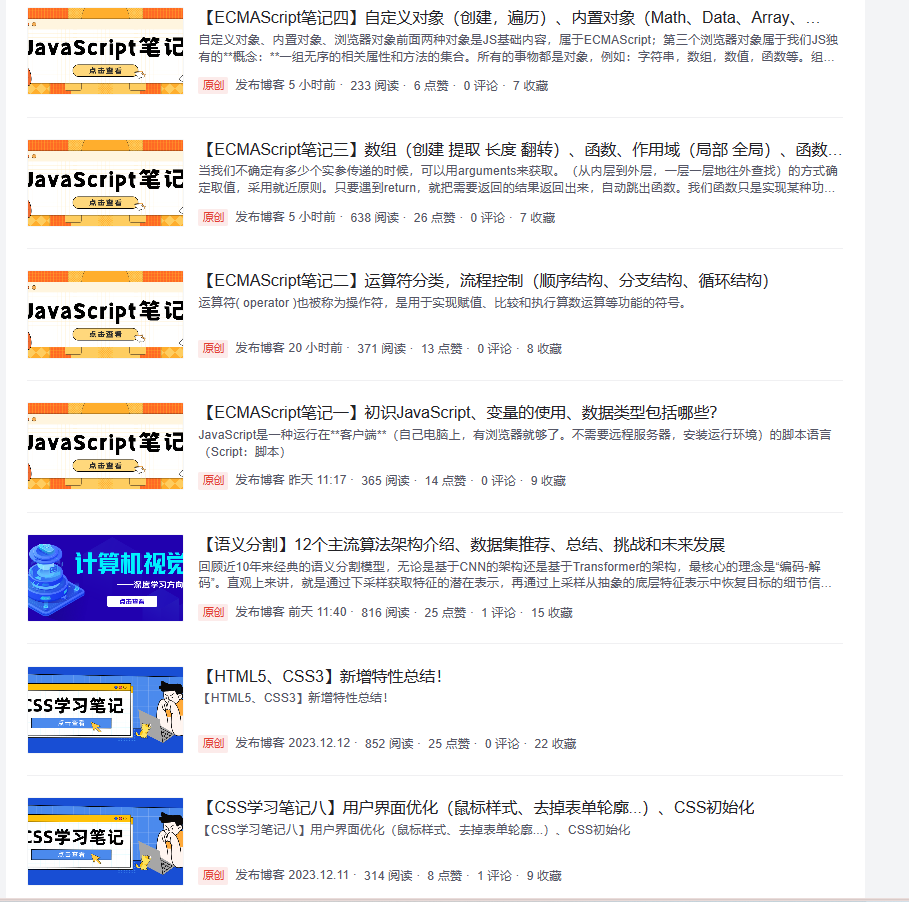 JavaScript笔记
点击查看
【ECMAScript笔记四】自定义对象（创建，遍历）、内置对象（Math、Data、Array、…
自定义对象、内置对象、浏览器对象前面两种对象是JS基础内容，属于ECMAScript；第三个浏览器对象属于我们JS独
有的**概念：**一组无序的相关属性和方法的集合。所有的事物都是对象，例如：字符串，数组，数值，函数等。组…
原创 发布博客 5 小时前 · 233 阅读 · 6 点赞 · 0 评论 · 7 收藏
JavaScript笔记
点击查看
【ECMAScript笔记三】数组（创建 提取 长度 翻转）、函数、作用域（局部 全局）、函数…
当我们不确定有多少个实参传递的时候，可以用arguments来获取。（从内层到外层，一层一层地往外查找）的方式确
定取值，采用就近原则。只要遇到return，就把需要返回的结果返回出来，自动跳出函数。我们函数只是实现某种功…
原创 发布博客 5 小时前 · 638 阅读 · 26 点赞 · 0 评论 · 7 收藏
JavaScript笔记
点击查看
【ECMAScript笔记二】运算符分类，流程控制（顺序结构、分支结构、循环结构）
运算符( operator )也被称为操作符，是用于实现赋值、比较和执行算数运算等功能的符号。
原创 发布博客 20 小时前 · 371 阅读 · 13 点赞 · 0 评论 · 8 收藏
JavaScript笔记
点击查看
【ECMAScript笔记一】初识JavaScript、变量的使用、数据类型包括哪些？
JavaScript是一种运行在**客户端**（自己电脑上，有浏览器就够了。不需要远程服务器，安装运行环境）的脚本语言
（Script：脚本）
原创 发布博客 昨天 11:17 · 365 阅读 · 14 点赞 · 0 评论 · 9 收藏
计算机视觉
——深度学习方向
点击查看
【语义分割】12个主流算法架构介绍、数据集推荐、总结、挑战和未来发展
回顾近10年来经典的语义分割模型，无论是基于CNN的架构还是基于Transformer的架构，最核心的理念是“编码-解
码”。直观上来讲，就是通过下采样获取特征的潜在表示，再通过上采样从抽象的底层特征表示中恢复目标的细节信…
原创 发布博客 前天 11:40 · 816 阅读 · 25 点赞 · 1 评论 · 15 收藏
CSS学习笔记
点击查看
【HTML5、CSS3】新增特性总结！
【HTML5、CSS3】新增特性总结！
原创 发布博客 2023.12.12 · 852 阅读 · 25 点赞 · 0 评论 · 22 收藏
CSS学习笔记
点击查看
【CSS学习笔记八】用户界面优化（鼠标样式、去掉表单轮廓…）、CSS初始化
【CSS学习笔记八】用户界面优化（鼠标样式、去掉表单轮廓…）、CSS初始化
原创 发布博客 2023.12.11 · 314 阅读 · 8 点赞 · 1 评论 · 9 收藏